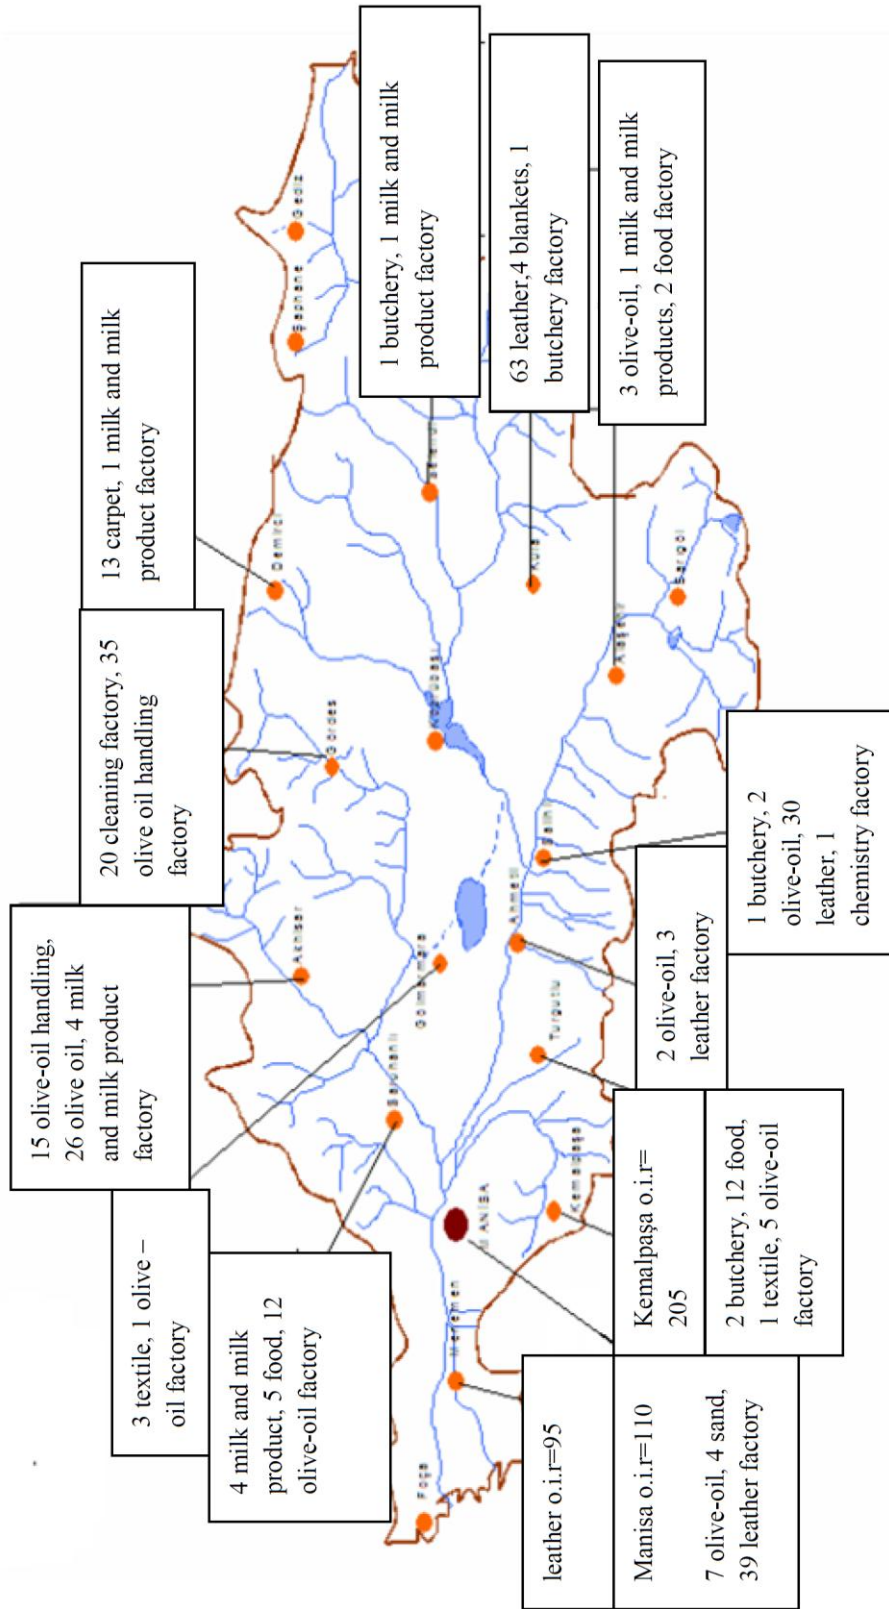 15 olive-oil handling,
26 olive oil, 4 milk
and milk product
factory
20 cleaning factory, 35
olive oil handling
factory
13 carpet, 1 milk and milk
product factory
3 textile, 1 olive –
oil factory
4 milk and milk
product, 5 food, 12
olive-oil factory
1 butchery, 1 milk and milk
product factory
63 leather,4 blankets, 1
butchery factory
3 olive-oil, 1 milk and milk
products, 2 food factory
leather o.i.r=95
Manisa o.i.r=110
7 olive-oil, 4 sand,
39 leather factory
Kemalpaşa o.i.r=
205
2 butchery, 12 food,
1 textile, 5 olive-oil
factory
2 olive-oil, 3
leather factory
1 butchery, 2
olive-oil, 30
leather, 1
chemistry factory
Foça
Menemen
MANİSA
Kemalpaşa
Saruhanlı
Turgutlu
Akhisar
Gölmarmara
Ahmetli
Salihli
Gördes
Köprübaşı
Demirci
Alaşehir
Sarıgöl
Kula
Şaphane
Gediz